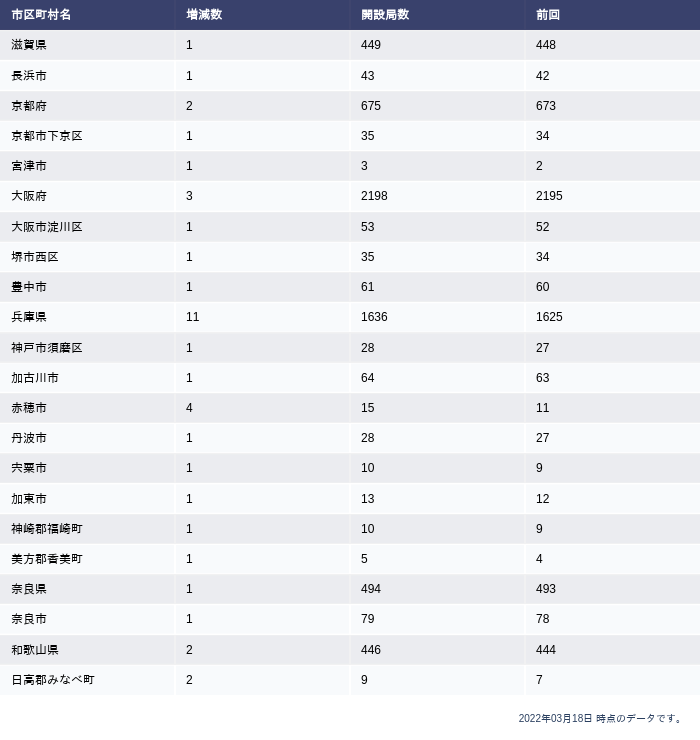 市区町村名 増減数 開設局数 前回
滋賀県 1 449 448
長浜市 1 43 42
京都府 2 675 673
京都市下京区 1 35 34
宮津市 1 3 2
大阪府 3 2198 2195
大阪市淀川区 1 53 52
堺市西区 1 35 34
豊中市 1 61 60
兵庫県 11 1636 1625
神戸市須磨区 1 28 27
加古川市 1 64 63
赤穂市 4 15 11
丹波市 1 28 27
宍粟市 1 10 9
加東市 1 13 12
神崎郡福崎町 1 10 9
美方郡香美町 1 5 4
奈良県 1 494 493
奈良市 1 79 78
和歌山県 2 446 444
日高郡みなべ町 2 9 7
2022年03月18日 時点のデータです。